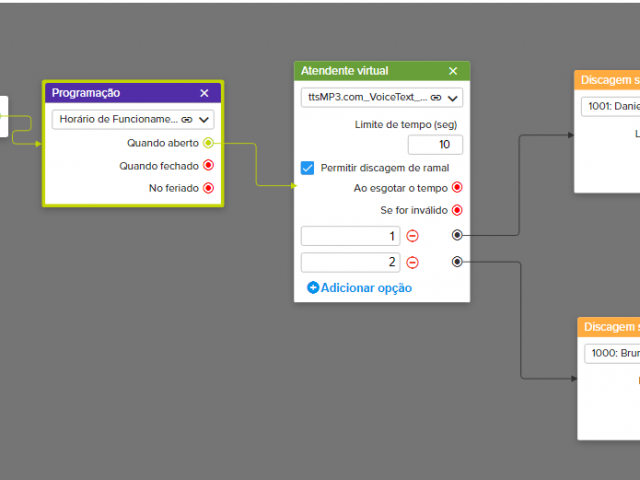 Programação
Horário de Funcioname...
Quando aberto
Quando fechado
No feriado
Atendente virtual
ttsMP3.com_VoiceText_...
Limite de tempo (seg)
10
Permitir discagem de ramal
Ao esgotar o tempo
Se for inválido
1
2
Adicionar opção
Discagem s
1001: Danie
L
Discagem s
1000: Brun